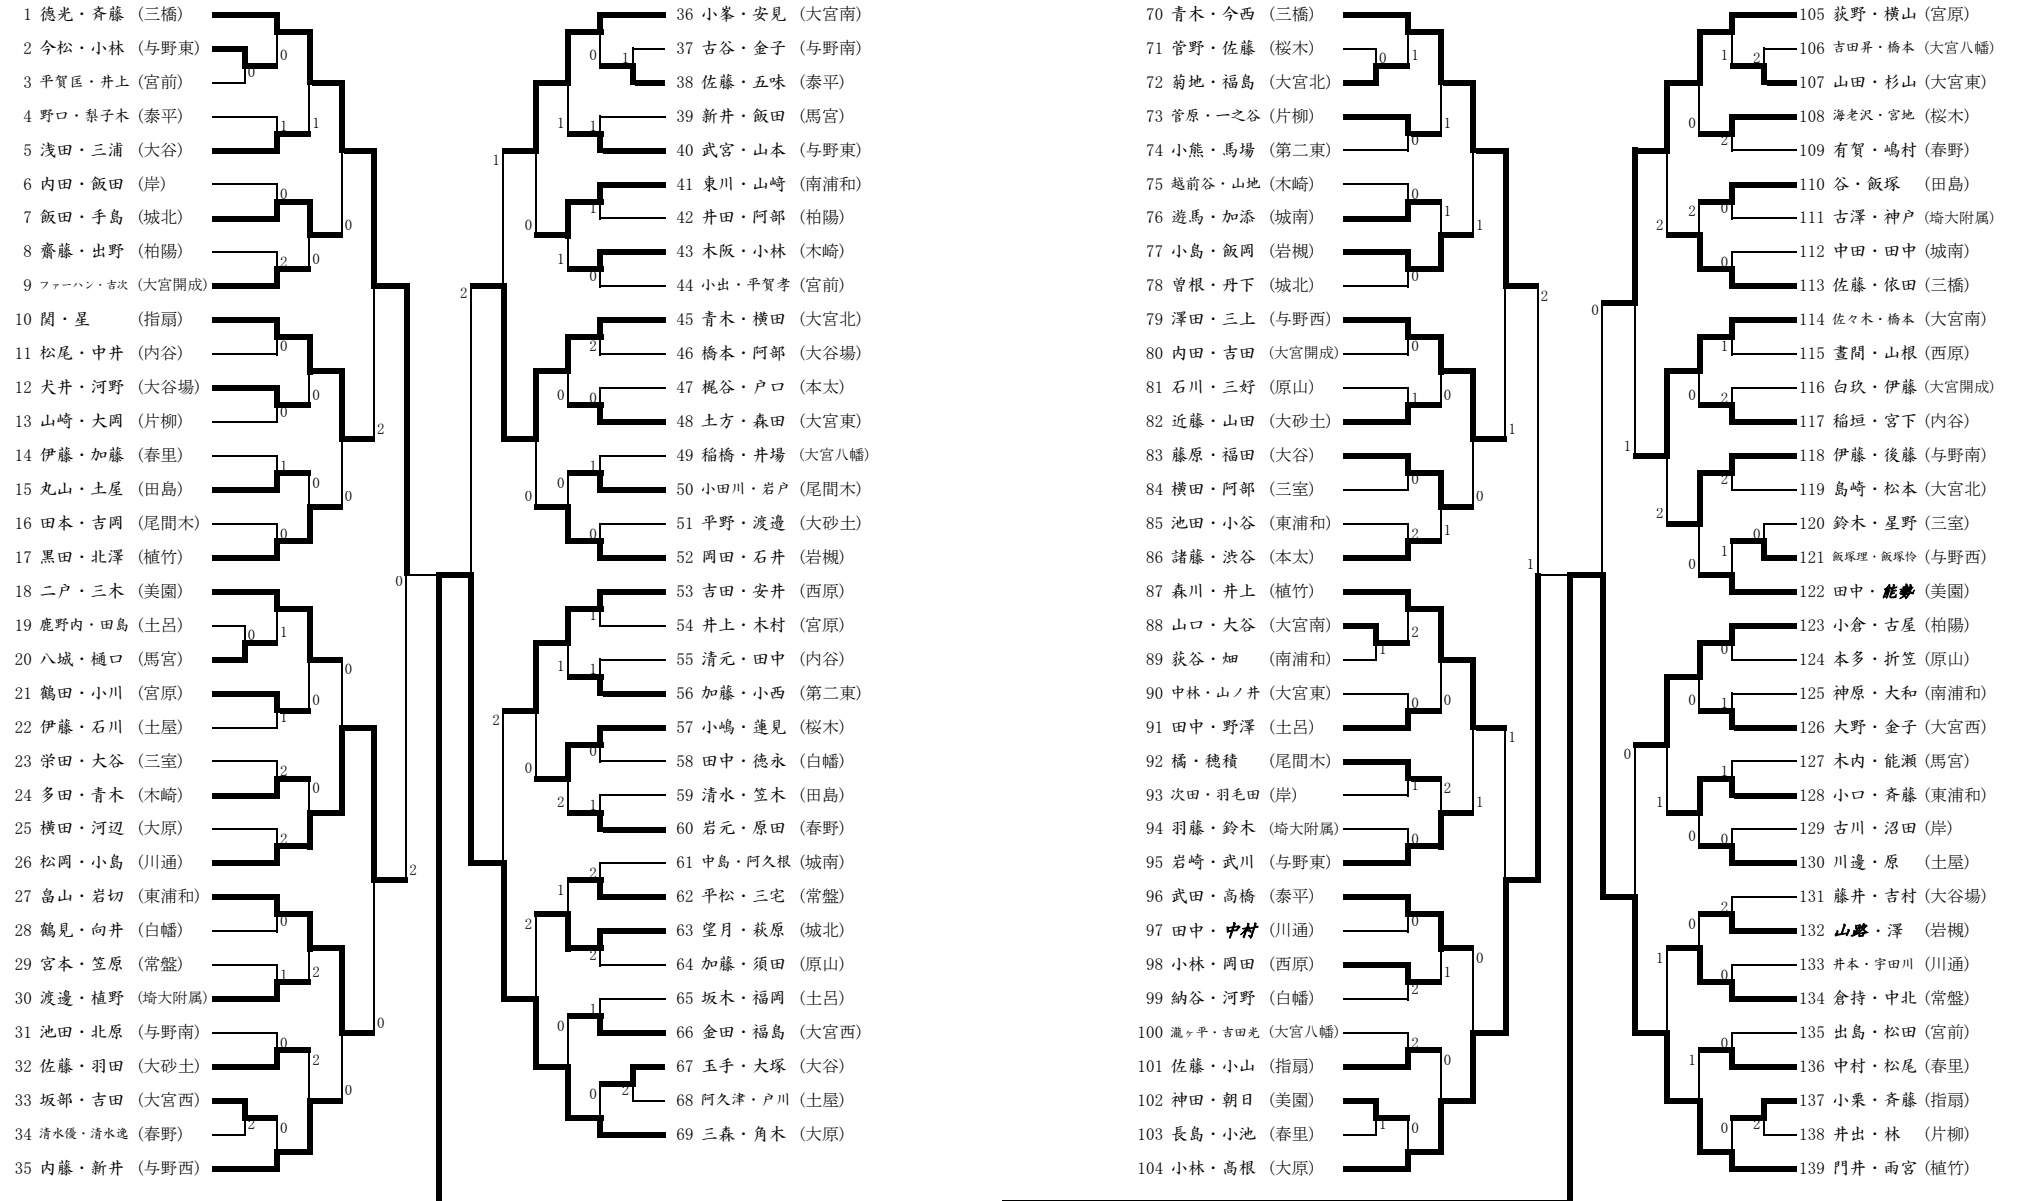 1 德光・斉藤 (三橋)
2 今松・小林 (与野東)
3 平賀匡・井上 (宮前)
4 野口・梨子木 (泰平)
5 浅田・三浦 (大谷)
6 内田・飯田 (岸)
7 飯田・手島 (城北)
8 齋藤・出野 (柏陽)
9 ファーハン・吉次 (大宮開成)
10 関・星 (指扇)
11 松尾・中井 (内谷)
12 犬井・河野 (大谷場)
13 山崎・大岡 (片柳)
14 伊藤・加藤 (春里)
15 丸山・土屋 (田島)
16 田本・吉岡 (尾間木)
17 黒田・北澤 (植竹)
18 二户・三木 (美園)
19 鹿野内・田島 (土呂)
20 八城・樋口 (馬宮)
21 鶴田・小川 (宮原)
22 伊藤・石川 (土屋)
23 栄田・大谷 (三室)
24 多田・青木 (木崎)
25 横田・河辺 (大原)
26 松岡・小島 (川通)
27 畠山・岩切 (東浦和)
28 鶴見・向井 (白幡)
29 宮本・笠原 (常盤)
30 渡邊・植野 (埼大附属)
31 池田・北原 (与野南)
32 佐藤・羽田 (大砂土)
33 坂部・吉田 (大宮西)
34 清水優・清水逸 (春野)
35 内藤・新井 (与野西)
36 小峯・安見 (大宮南)
37 古谷・金子 (与野南)
38 佐藤・五味 (泰平)
39 新井・飯田 (馬宮)
40 武宮・山本 (与野東)
41 東川・山﨑 (南浦和)
42 井田・阿部 (柏陽)
43 木阪・小林 (木崎)
44 小出・平賀孝 (宮前)
45 青木・横田 (大宮北)
46 橋本・阿部 (大谷場)
47 梶谷・户口 (本太)
48 土方・森田 (大宮東)
49 稲橋・井場 (大宮八幡)
50 小田川・岩户 (尾間木)
51 平野・渡邉 (大砂土)
52 岡田・石井 (岩槻)
53 吉田・安井 (西原)
54 井上・木村 (宮原)
55 清元・田中 (内谷)
56 加藤・小西 (第二東)
57 小嶋・蓮見 (桜木)
58 田中・徳永 (白幡)
59 清水・笠木 (田島)
60 岩元・原田 (春野)
61 中島・阿久根 (城南)
62 平松・三宅 (常盤)
63 望月・萩原 (城北)
64 加藤・須田 (原山)
65 坂木・福岡 (土呂)
66 金田・福島 (大宮西)
67 玉手・大塚 (大谷)
68 阿久津・户川 (土屋)
69 三森・角木 (大原)
70 青木・今西 (三橋)
71 菅野・佐藤 (桜木)
72 菊地・福島 (大宮北)
73 菅原・一之谷 (片柳)
74 小熊・馬場 (第二東)
75 越前谷・山地 (木崎)
76 遊馬・加添 (城南)
77 小島・飯岡 (岩槻)
78 曽根・丹下 (城北)
79 澤田・三上 (与野西)
80 内田・吉田 (大宮開成)
81 石川・三好 (原山)
82 近藤・山田 (大砂土)
83 藤原・福田 (大谷)
84 横田・阿部 (三室)
85 池田・小谷 (東浦和)
86 諸藤・渋谷 (本太)
87 森川・井上 (植竹)
88 山口・大谷 (大宮南)
89 荻谷・畑 (南浦和)
90 中林・山ノ井 (大宮東)
91 田中・野澤 (土呂)
92 橘・穂積 (尾間木)
93 次田・羽毛田 (岸)
94 羽藤・鈴木 (埼大附属)
95 岩崎・武川 (与野東)
96 武田・高橋 (泰平)
97 田中・中村 (川通)
98 小林・岡田 (西原)
99 納谷・河野 (白幡)
100 瀧ヶ平・吉田光 (大宮八幡)
101 佐藤・小山 (指扇)
102 神田・朝日 (美園)
103 長島・小池 (春里)
104 小林・髙根 (大原)
105 荻野・横山 (宮原)
106 吉田昇・橋本 (大宮八幡)
107 山田・杉山 (大宮東)
108 海老沢・宮地 (桜木)
109 有賀・嶋村 (春野)
110 谷・飯塚 (田島)
111 古澤・神户 (埼大附属)
112 中田・田中 (城南)
113 佐藤・依田 (三橋)
114 佐々木・橋本 (大宮南)
115 晝間・山根 (西原)
116 白玖・伊藤 (大宮開成)
117 稲垣・宮下 (内谷)
118 伊藤・後藤 (与野南)
119 島崎・松本 (大宮北)
120 鈴木・星野 (三室)
121 飯塚理・飯塚怜 (与野西)
122 田中・能勢 (美園)
123 小倉・古屋 (柏陽)
124 本多・折笠 (原山)
125 神原・大和 (南浦和)
126 大野・金子 (大宮西)
127 木内・能瀬 (馬宮)
128 小口・斉藤 (東浦和)
129 古川・沼田 (岸)
130 川邊・原 (土屋)
131 藤井・吉村 (大谷場)
132 山路・澤 (岩槻)
133 井本・宇田川 (川通)
134 倉持・中北 (常盤)
135 出島・松田 (宮前)
136 中村・松尾 (春里)
137 小栗・斉藤 (指扇)
138 井出・林 (片柳)
139 門井・雨宮 (植竹)